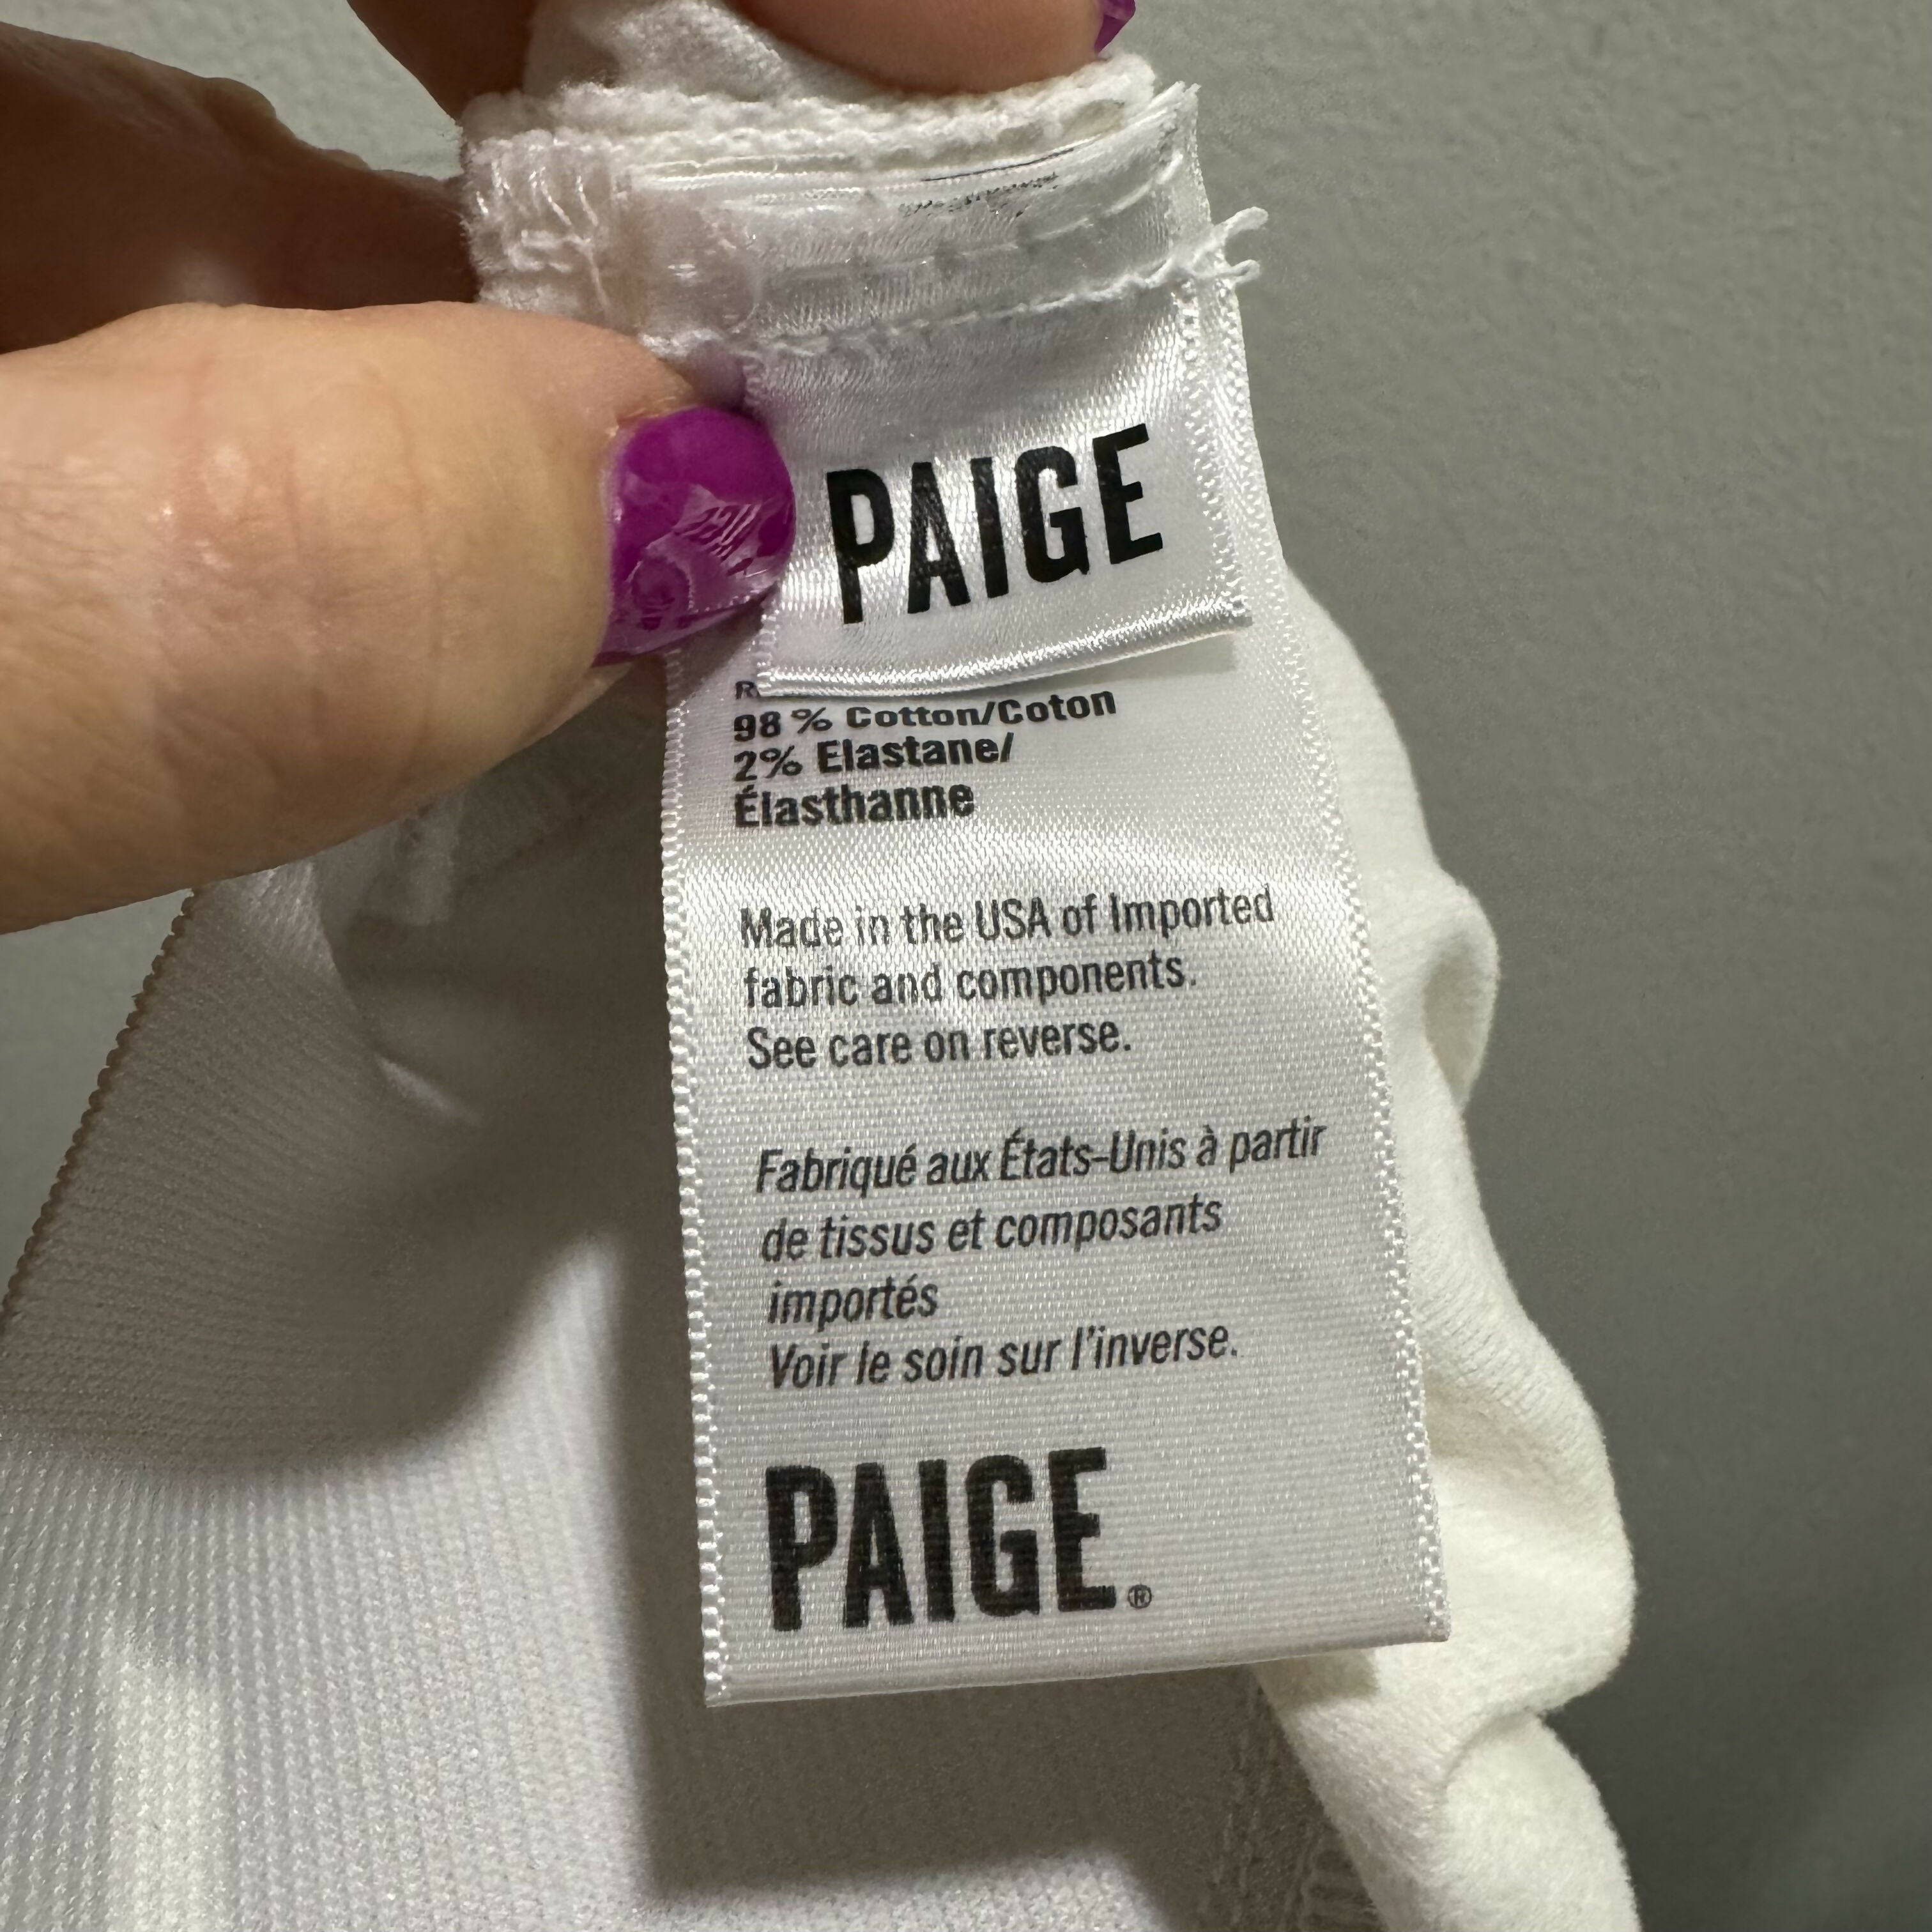 PAIGE
98 % Cotton/Coton
2% Elastane/
Élasthanne
Made in the USA of Imported
fabric and components.
See care on reverse.
Fabriqué aux États-Unis à partir
de tissus et composants
importés
Voir le soin sur l'inverse.
PAIGE®